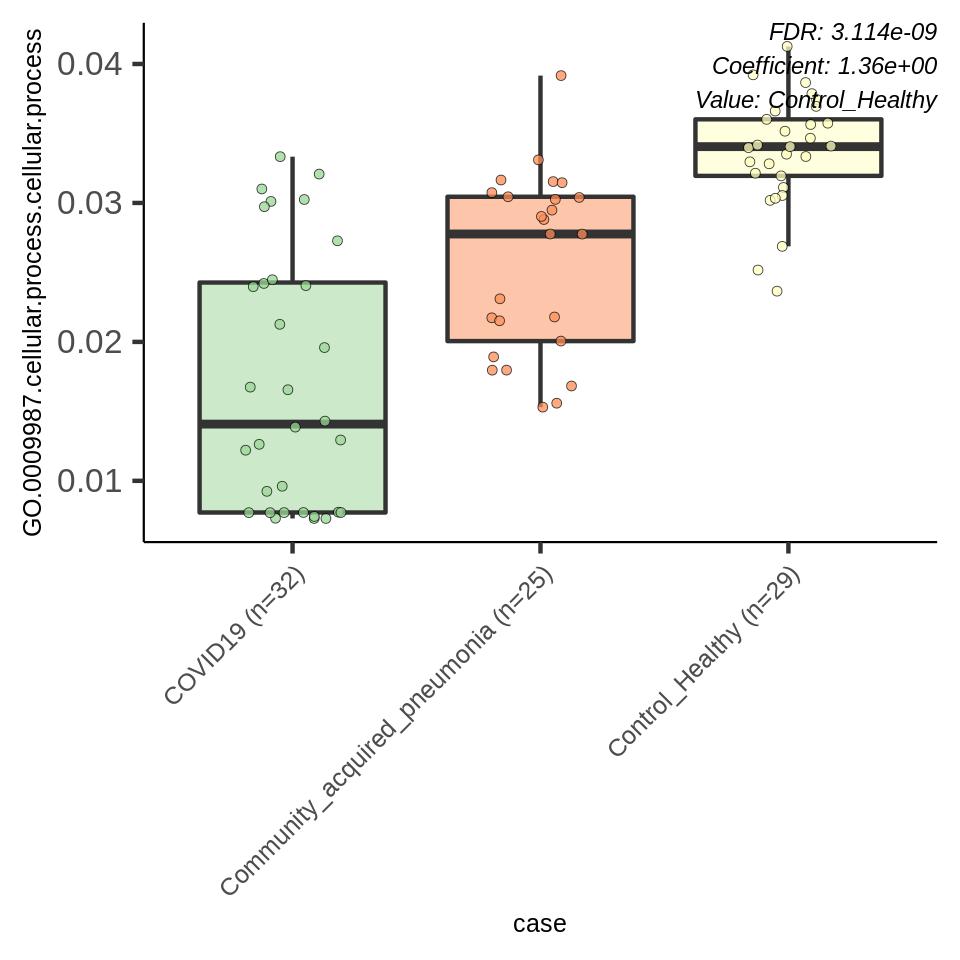 FDR: 3.114e-09
Coefficient: 1.36e+00
Value: Control_Healthy
GO.0009987.cellular.process.cellular.process
0.04
0.03
0.02
0.01
COVID19 (n=32)
Community_acquired_pneumonia (n=25)
Control_Healthy (n=29)
case